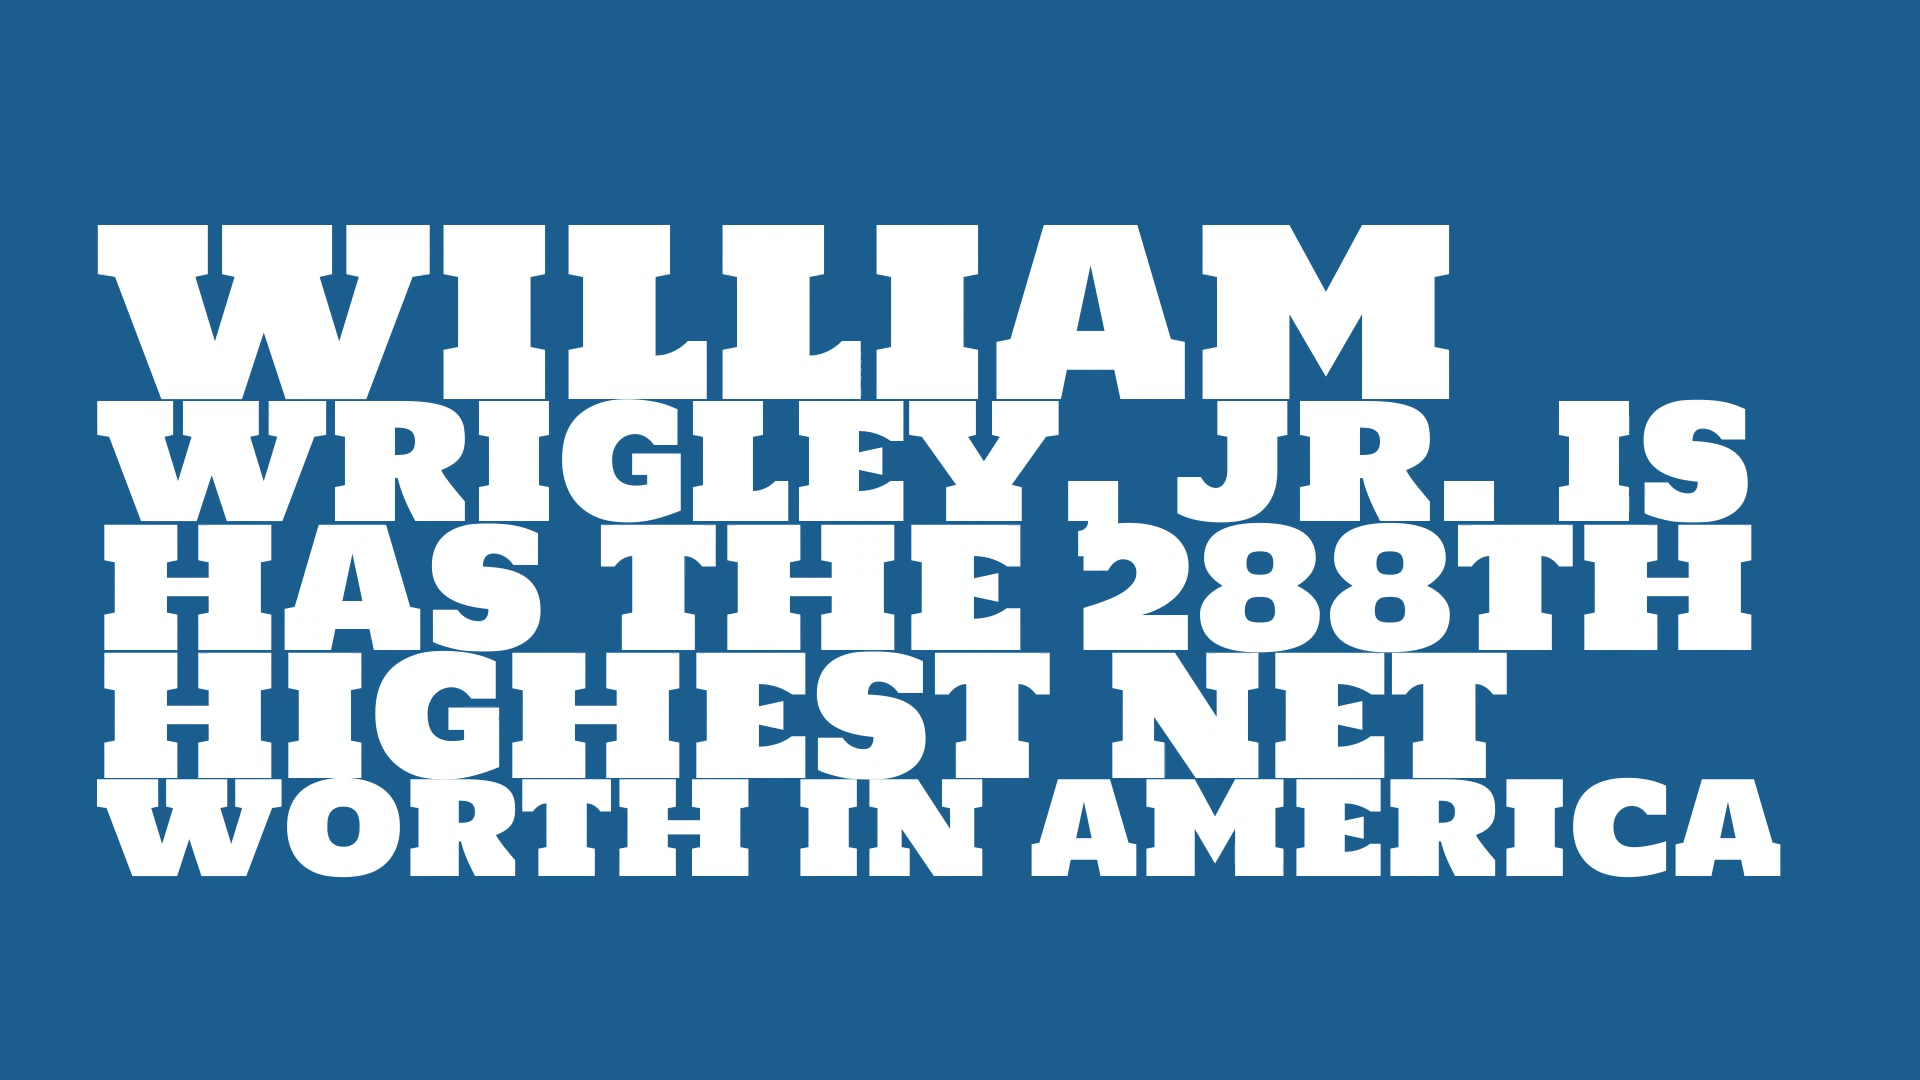 WILLIAM
WRIGLEY, JR. IS
HAS THE 288TH
HIGHEST NET
WORTH IN AMERICA